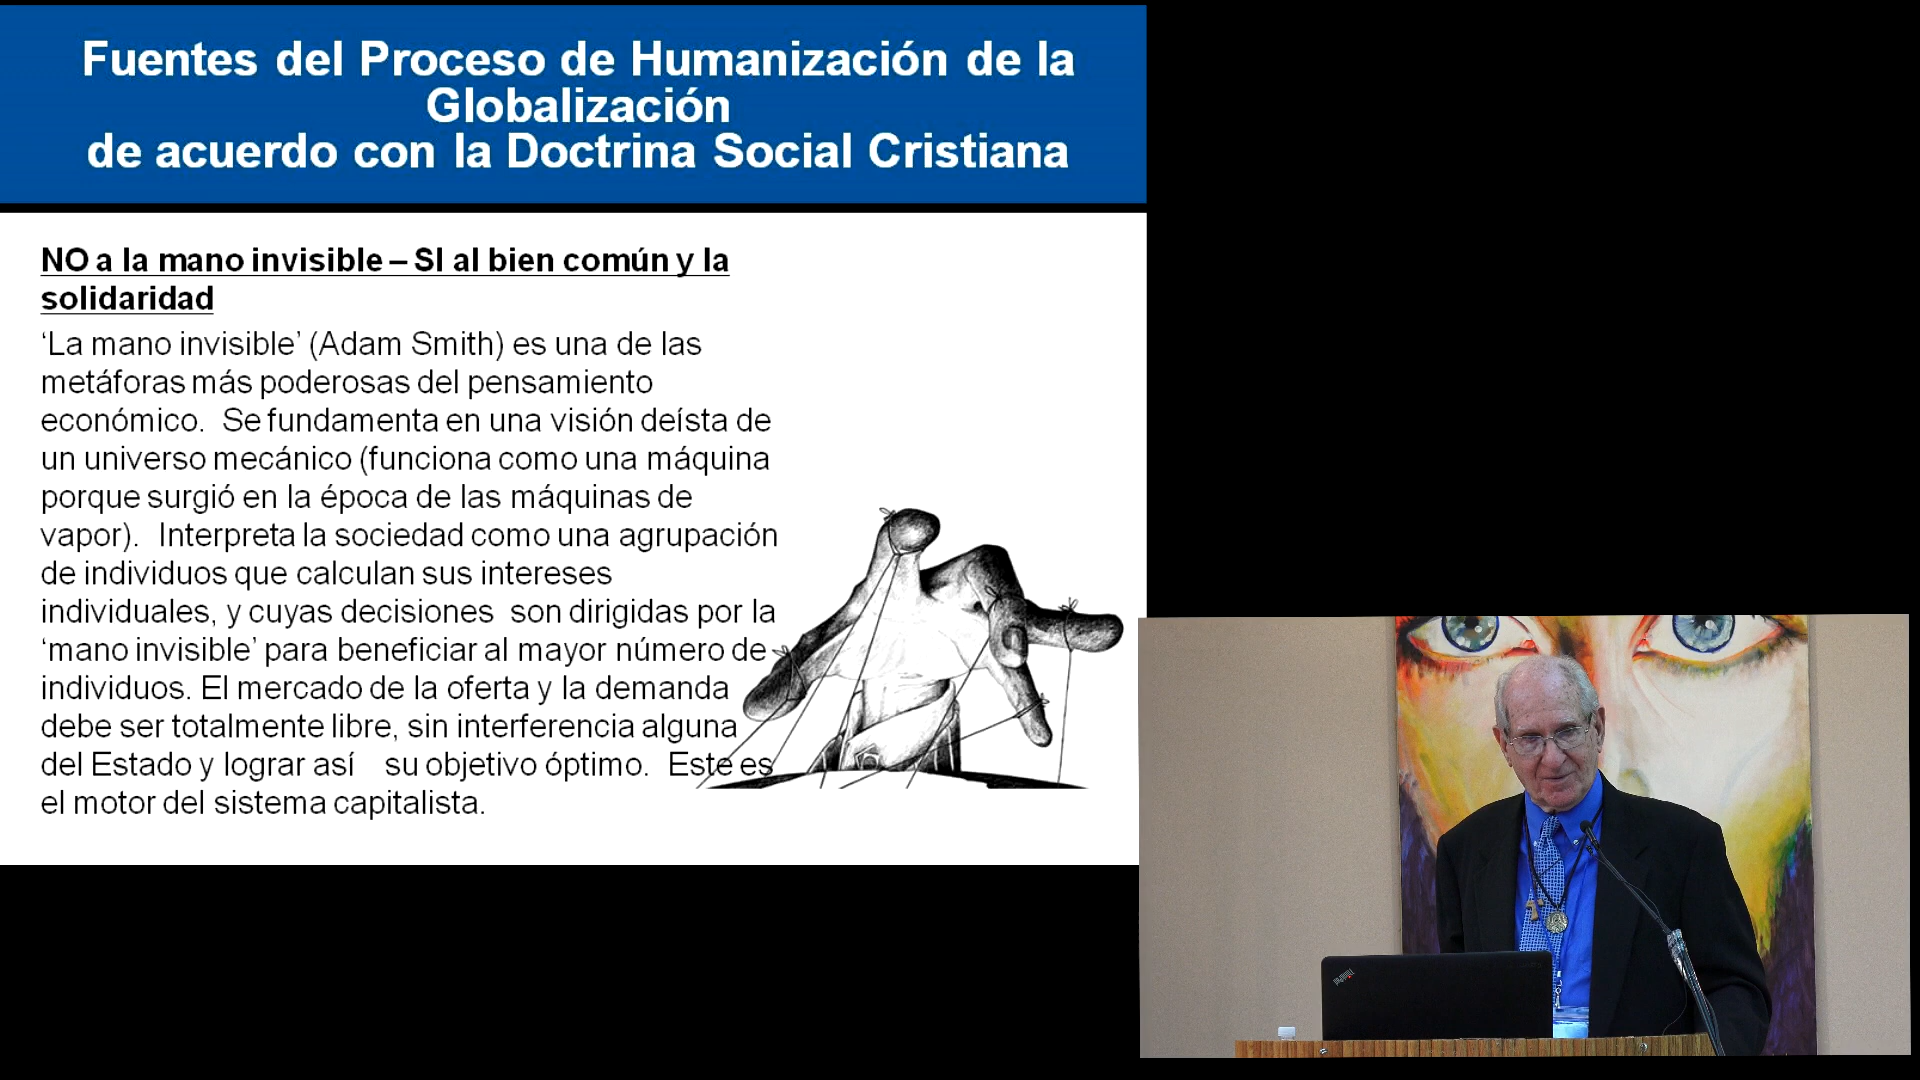 Fuentes del Proceso de Humanización de la
Globalización
de acuerdo con la Doctrina Social Cristiana
NO a la mano invisible – SI al bien común y la
solidaridad
‘La mano invisible’ (Adam Smith) es una de las
metáforas más poderosas del pensamiento
económico.  Se fundamenta en una visión deísta de
un universo mecánico (funciona como una máquina
porque surgió en la época de las máquinas de
vapor).  Interpreta la sociedad como una agrupación
de individuos que calculan sus intereses
individuales, y cuyas decisiones  son dirigidas por la
‘mano invisible’ para beneficiar al mayor número de
individuos. El mercado de la oferta y la demanda
debe ser totalmente libre, sin interferencia alguna
del Estado y lograr así   su objetivo óptimo.  Este es
el motor del sistema capitalista.